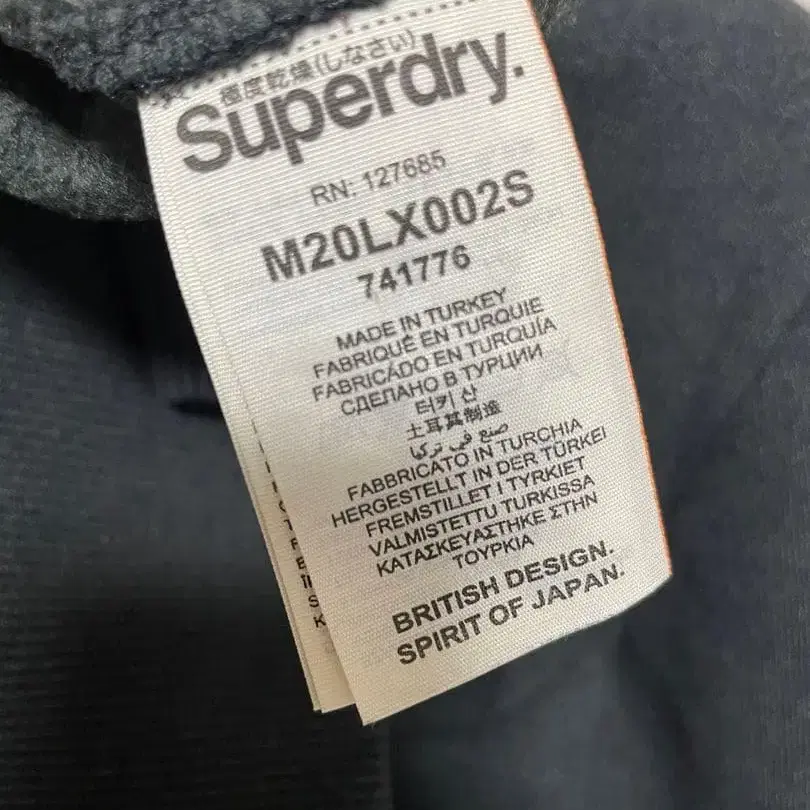 極度乾燥(しなさい)
Superdry.
RN: 127685
M20LX002S
741776
MADE IN TURKEY
FABRIQUÉ EN TURQUIE
FABRICADO EN TURQUÍA
СДЕЛАНО В ТУРЦИИ
터키 산
土耳其制造
صنع في تركيا
FABBRICATO IN TURCHIA
HERGESTELLT IN DER TÜRKEI
FREMSTILLET I TYRKIET
VALMISTETTU TURKISSA
ΚΑΤΑΣΚΕΥΑΣΤΗΚΕ ΣΤΗΝ
ΤΟΥΡΚΙΑ
BRITISH DESIGN.
SPIRIT OF JAPAN.